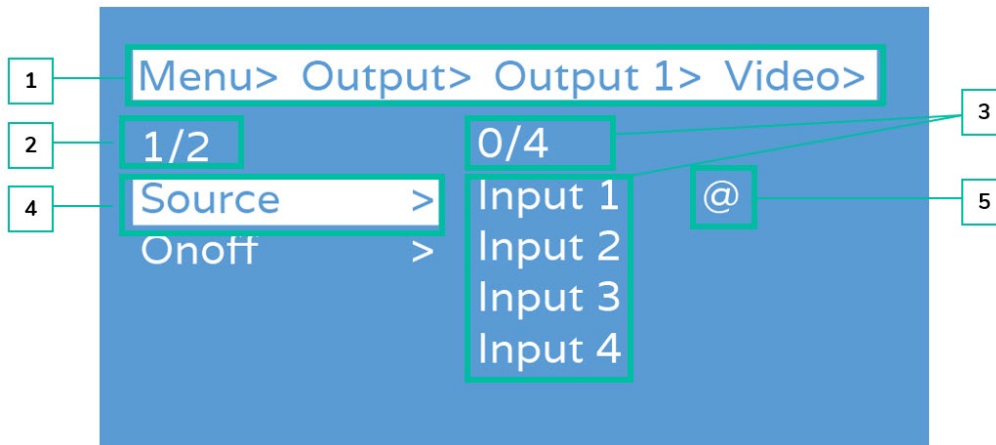 Menu> Output> Output 1> Video>
1
3
2
1/2 0/4
4
Source > Input 1 @
5
Onoff > Input 2
Input 3
Input 4